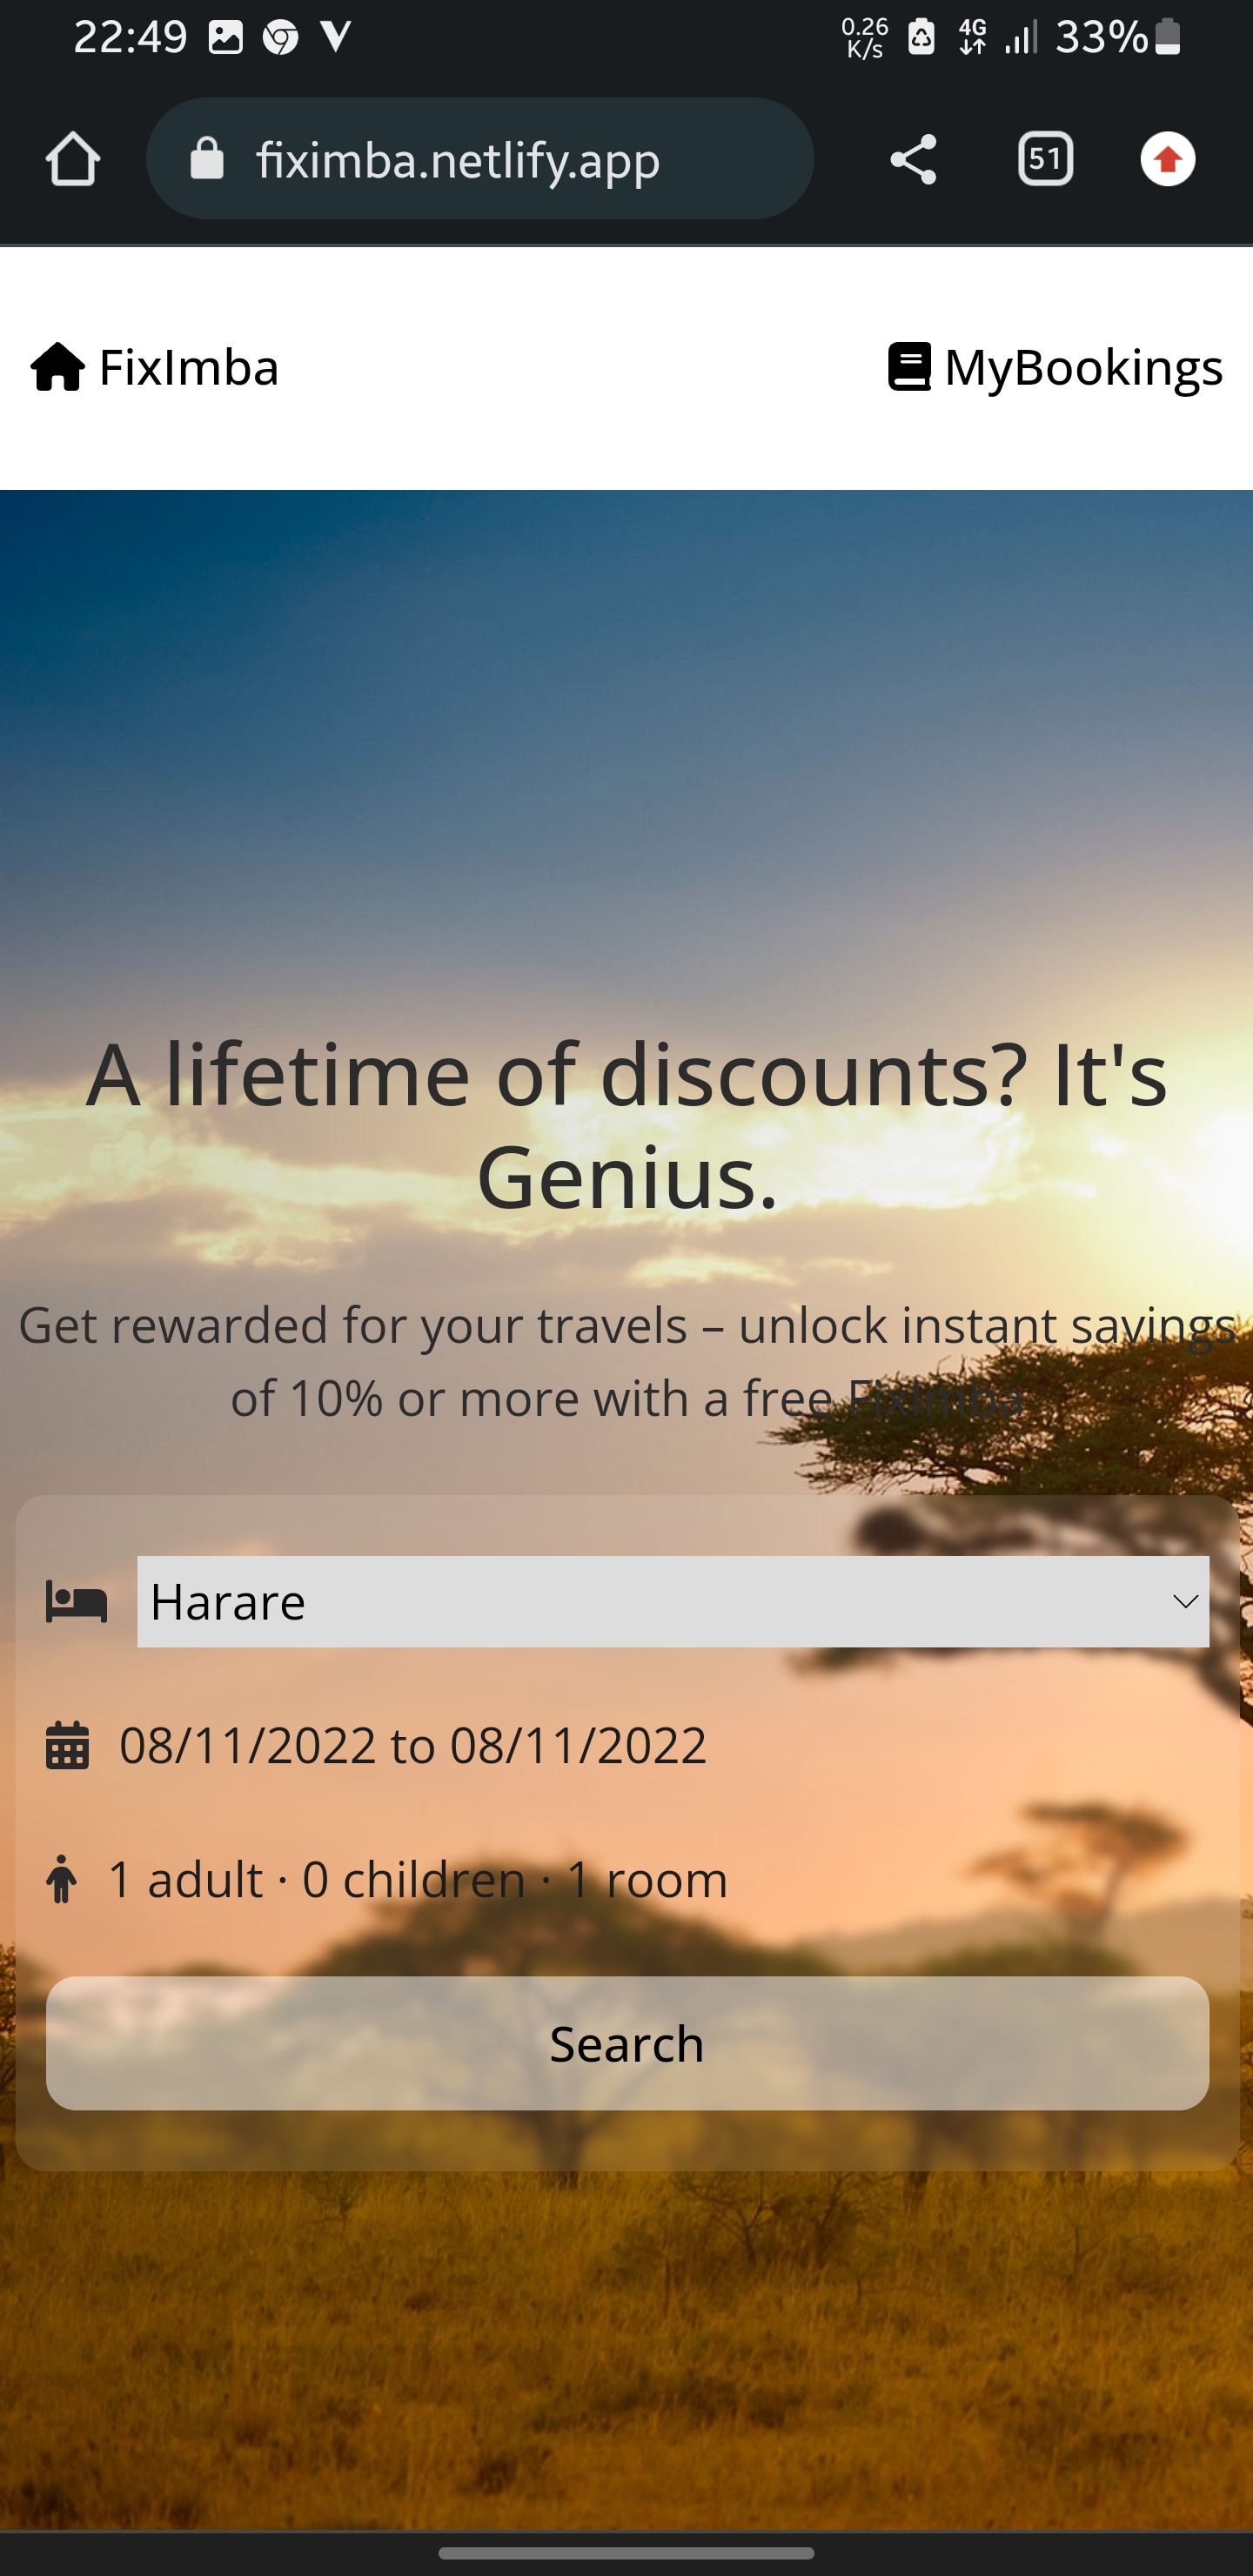 22:49
0.26 K/s 4G 33%
fiximba.netlify.app
51
FixImba
MyBookings
A lifetime of discounts? It's
Genius.
Get rewarded for your travels – unlock instant savings
of 10% or more with a free FixImba
Harare
08/11/2022 to 08/11/2022
1 adult · 0 children · 1 room
Search